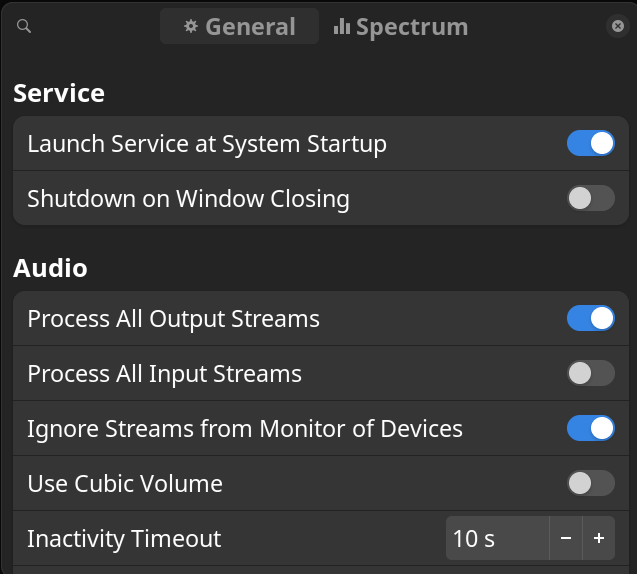 General
Spectrum
Service
Launch Service at System Startup
Shutdown on Window Closing
Audio
Process All Output Streams
Process All Input Streams
Ignore Streams from Monitor of Devices
Use Cubic Volume
Inactivity Timeout 10 s − +